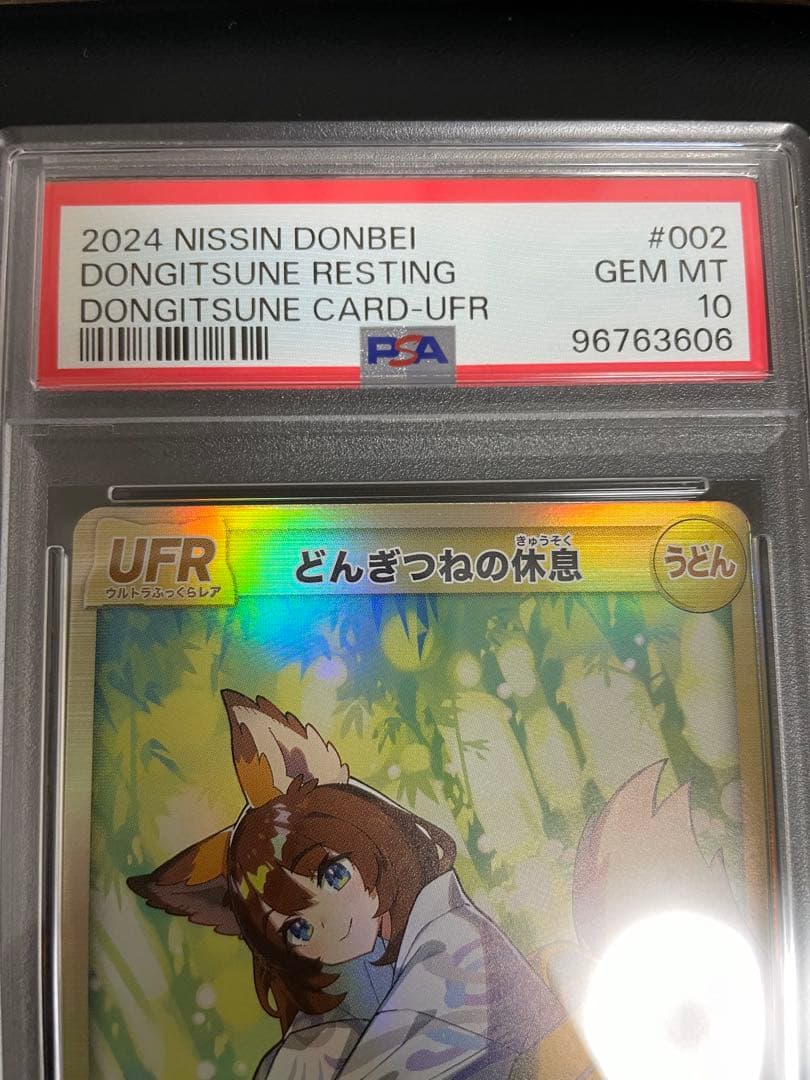 2024 NISSIN DONBEI #002
DONGITSUNE RESTING GEM MT
DONGITSUNE CARD-UFR 10
PSA 96763606
UFR
ウルトラふっくらレア
きゅうそく
どんぎつねの休息
うどん